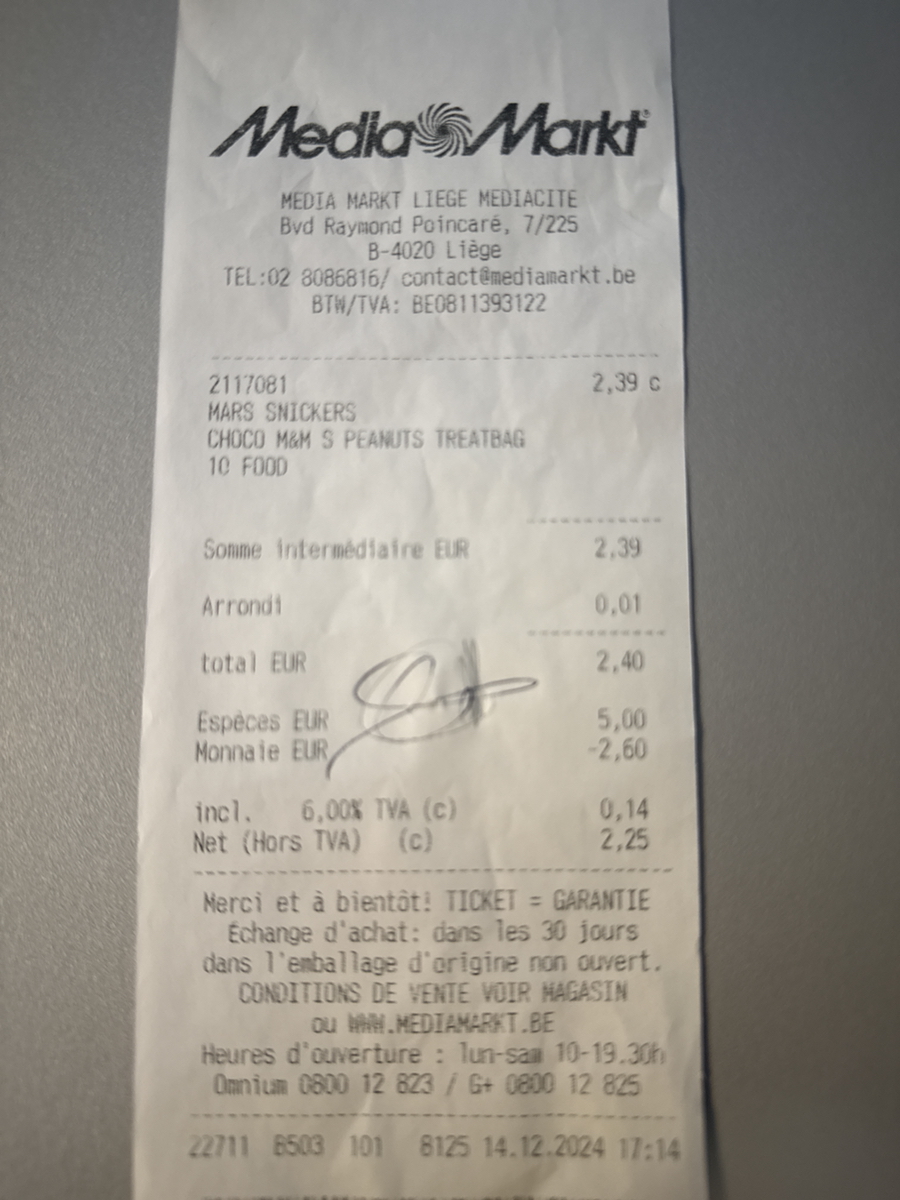 MediaMarkt®
MEDIA MARKT LIEGE MEDIACITE
Bvd Raymond Poincaré, 7/225
B-4020 Liège
TEL:02 8086816/ contact@mediamarkt.be
BTW/TVA: BE0811393122
2117081 2,39 c
MARS SNICKERS
CHOCO M&M S PEANUTS TREATBAG
10 FOOD
Somme intermédiaire EUR 2,39
Arrondi 0,01
total EUR 2,40
Espèces EUR 5,00
Monnaie EUR -2,60
incl. 6,00% TVA (c) 0,14
Net (Hors TVA) (c) 2,25
Merci et à bientôt! TICKET = GARANTIE
Échange d'achat: dans les 30 jours
dans l'emballage d'origine non ouvert.
CONDITIONS DE VENTE VOIR MAGASIN
ou WWW.MEDIAMARKT.BE
Heures d'ouverture : lun-sam 10-19.30h
Omnium 0800 12 823 / G+ 0800 12 825
22711 B503 101 8125 14.12.2024 17:14